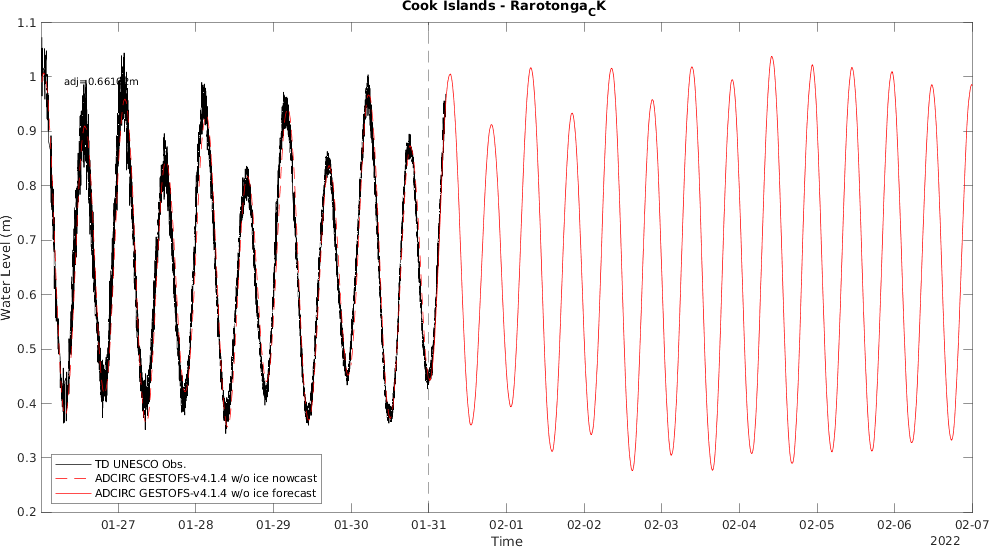 Cook Islands - Rarotonga_CK
1.1
1
0.9
0.8
0.7
0.6
0.5
0.4
0.3
0.2
Water Level (m)
TD UNESCO Obs.
ADCIRC GESTOFS-v4.1.4 w/o ice nowcast
ADCIRC GESTOFS-v4.1.4 w/o ice forecast
01-27 01-28 01-29 01-30 01-31 02-01 02-02 02-03 02-04 02-05 02-06 02-07
Time
2022